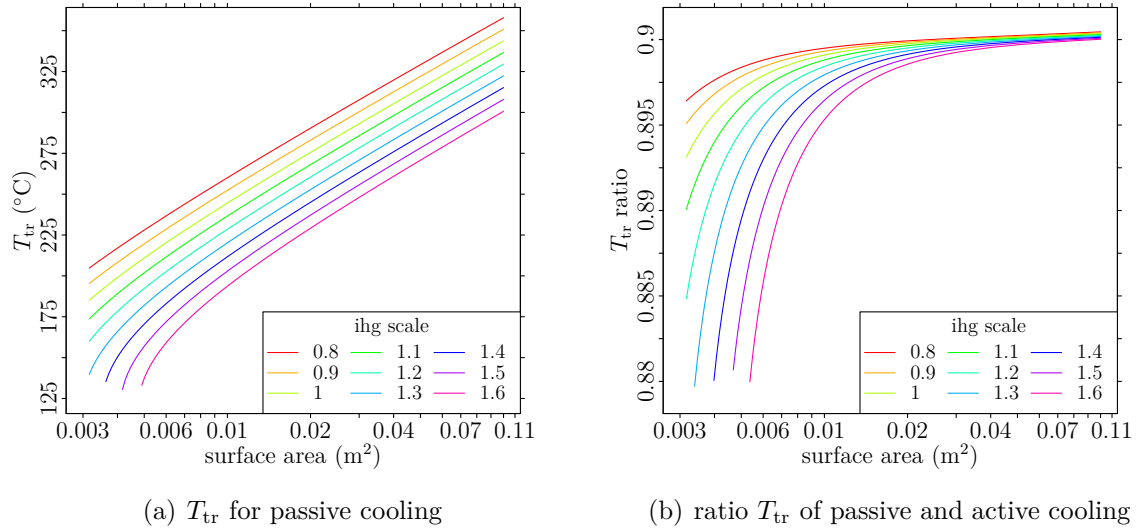 T_tr (°C)
125 175 225 275 325
0.003 0.006 0.01 0.02 0.04 0.07 0.11
surface area (m²)
ihg scale
0.8 1.1 1.4
0.9 1.2 1.5
1 1.3 1.6
(a) T_tr for passive cooling
T_tr ratio
0.88 0.885 0.89 0.895 0.9
0.003 0.006 0.01 0.02 0.04 0.07 0.11
surface area (m²)
ihg scale
0.8 1.1 1.4
0.9 1.2 1.5
1 1.3 1.6
(b) ratio T_tr of passive and active cooling